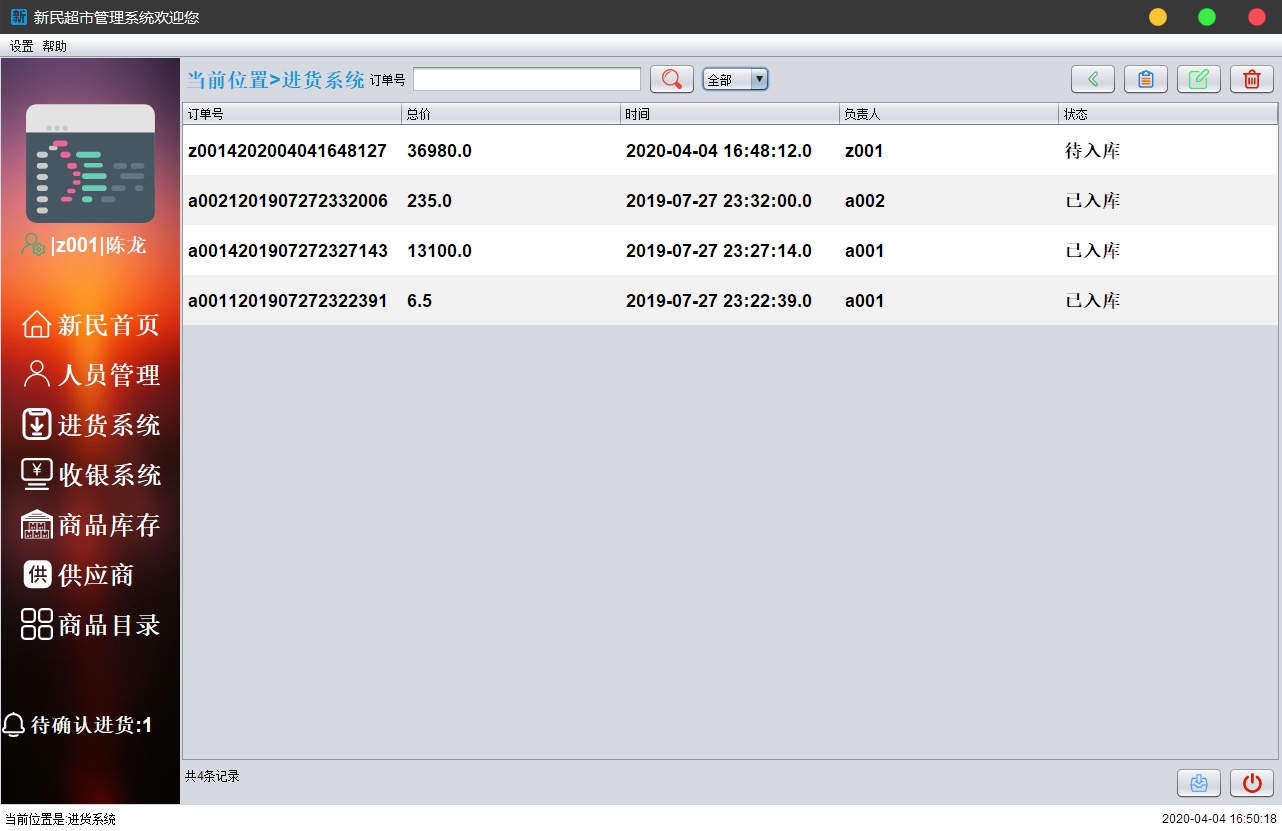 新 新民超市管理系统欢迎您
设置 帮助
当前位置>进货系统 订单号 全部
|z001|陈龙
新民首页
人员管理
进货系统
收银系统
商品库存
供 供应商
商品目录
待确认进货:1
订单号 总价 时间 负责人 状态
z0014202004041648127 36980.0 2020-04-04 16:48:12.0 z001 待入库
a0021201907272332006 235.0 2019-07-27 23:32:00.0 a002 已入库
a0014201907272327143 13100.0 2019-07-27 23:27:14.0 a001 已入库
a0011201907272322391 6.5 2019-07-27 23:22:39.0 a001 已入库
共4条记录
当前位置是:进货系统 2020-04-04 16:50:18